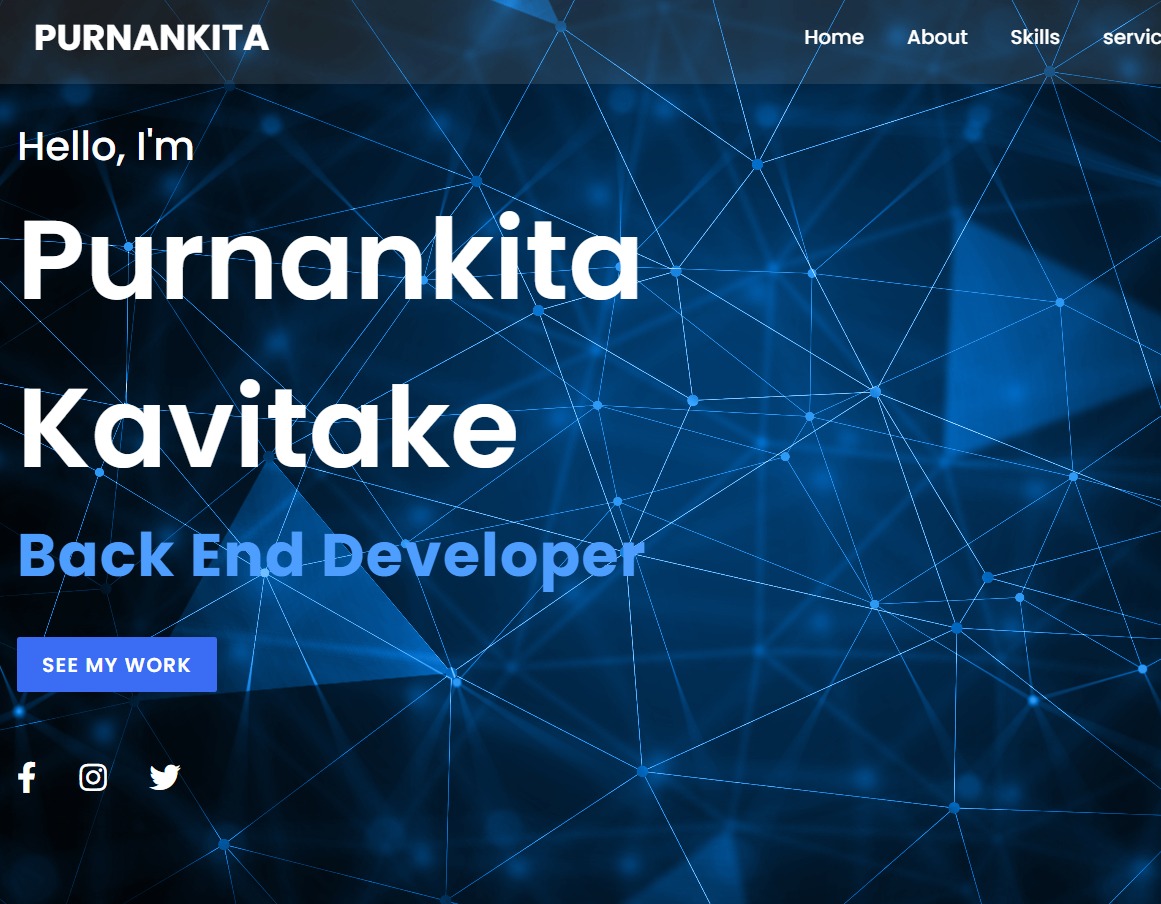 PURNANKITA Home About Skills servic
Hello, I'm
Purnankita
Kavitake
Back End Developer
SEE MY WORK